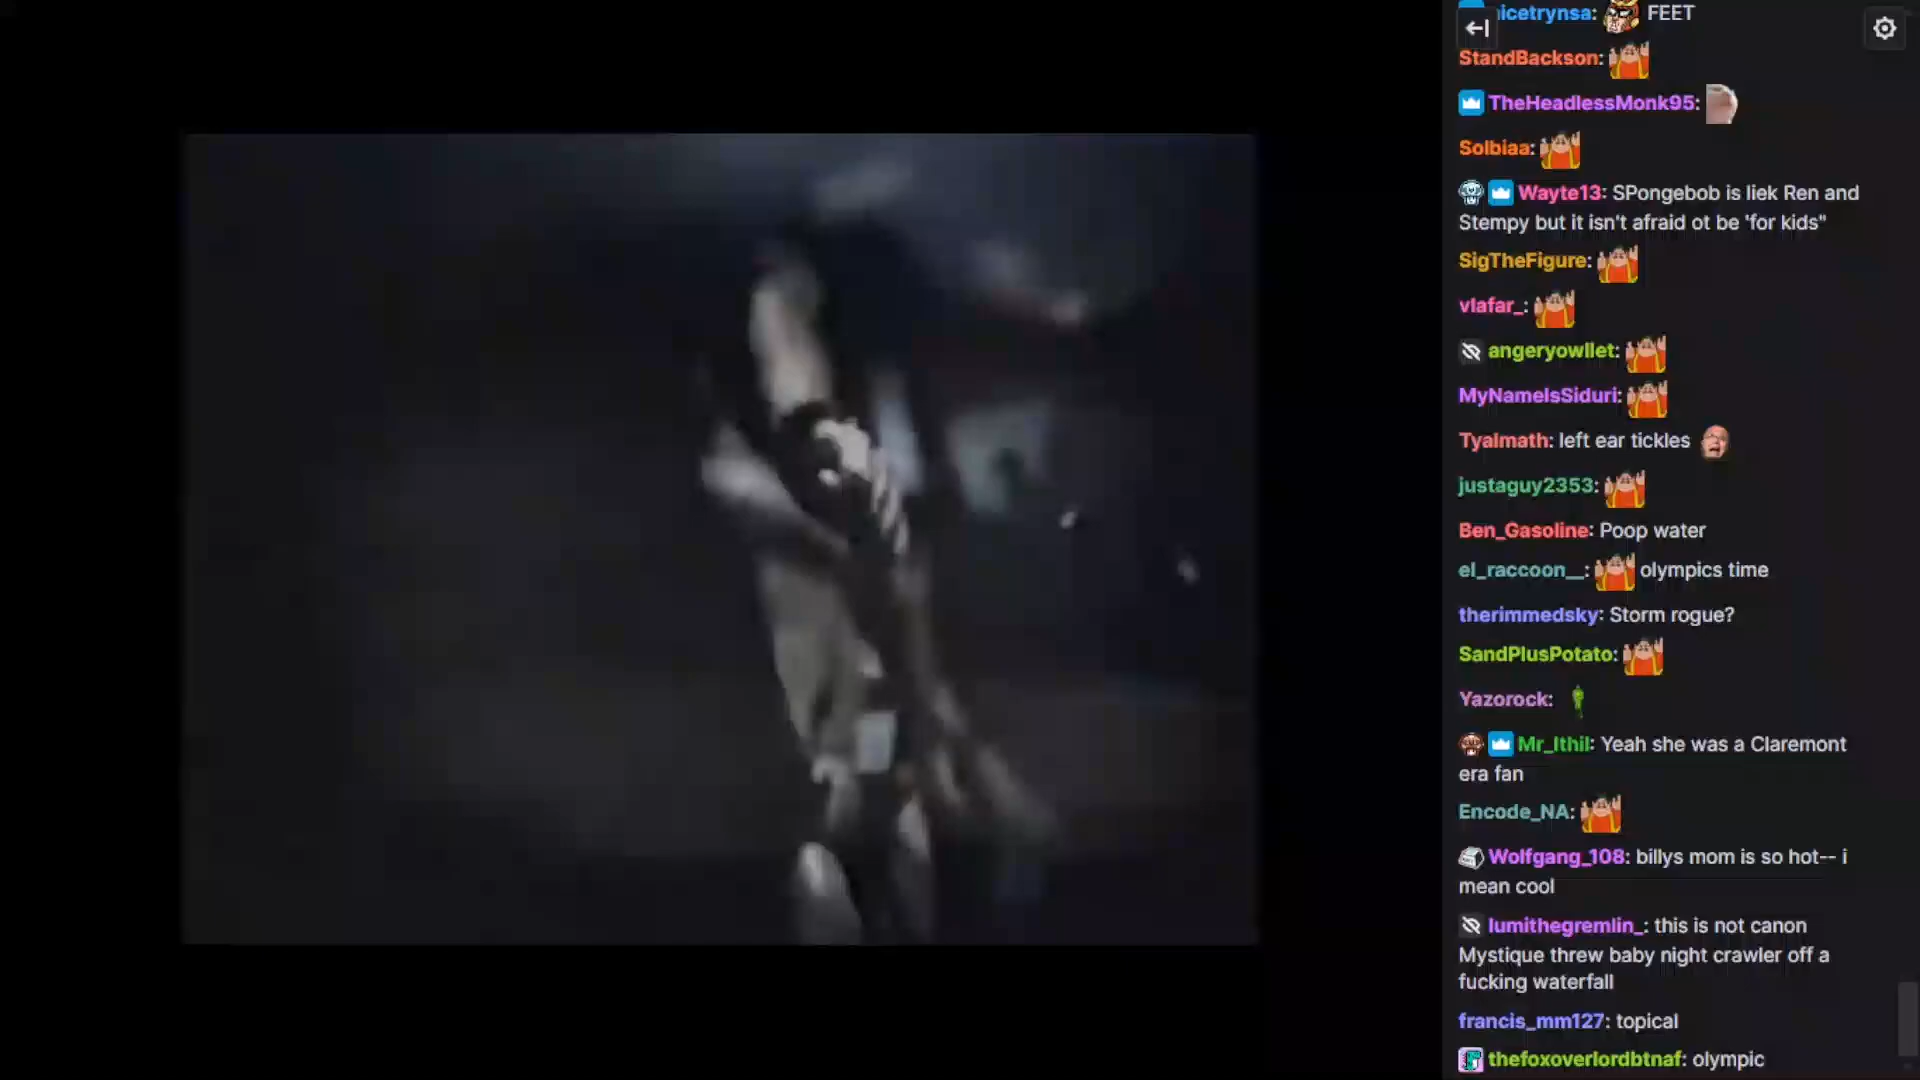 icetrynsa: FEET
StandBackson:
TheHeadlessMonk95:
Solbiaa:
Wayte13: SPongebob is liek Ren and
Stempy but it isn't afraid ot be 'for kids"
SigTheFigure:
vlafar_:
angeryowllet:
MyNameIsSiduri:
Tyalmath: left ear tickles
justaguy2353:
Ben_Gasoline: Poop water
el_raccoon__: olympics time
therimmedsky: Storm rogue?
SandPlusPotato:
Yazorock:
Mr_Ithil: Yeah she was a Claremont
era fan
Encode_NA:
Wolfgang_108: billys mom is so hot-- i
mean cool
lumithegremlin_: this is not canon
Mystique threw baby night crawler off a
fucking waterfall
francis_mm127: topical
thefoxoverlordbtnaf: olympic